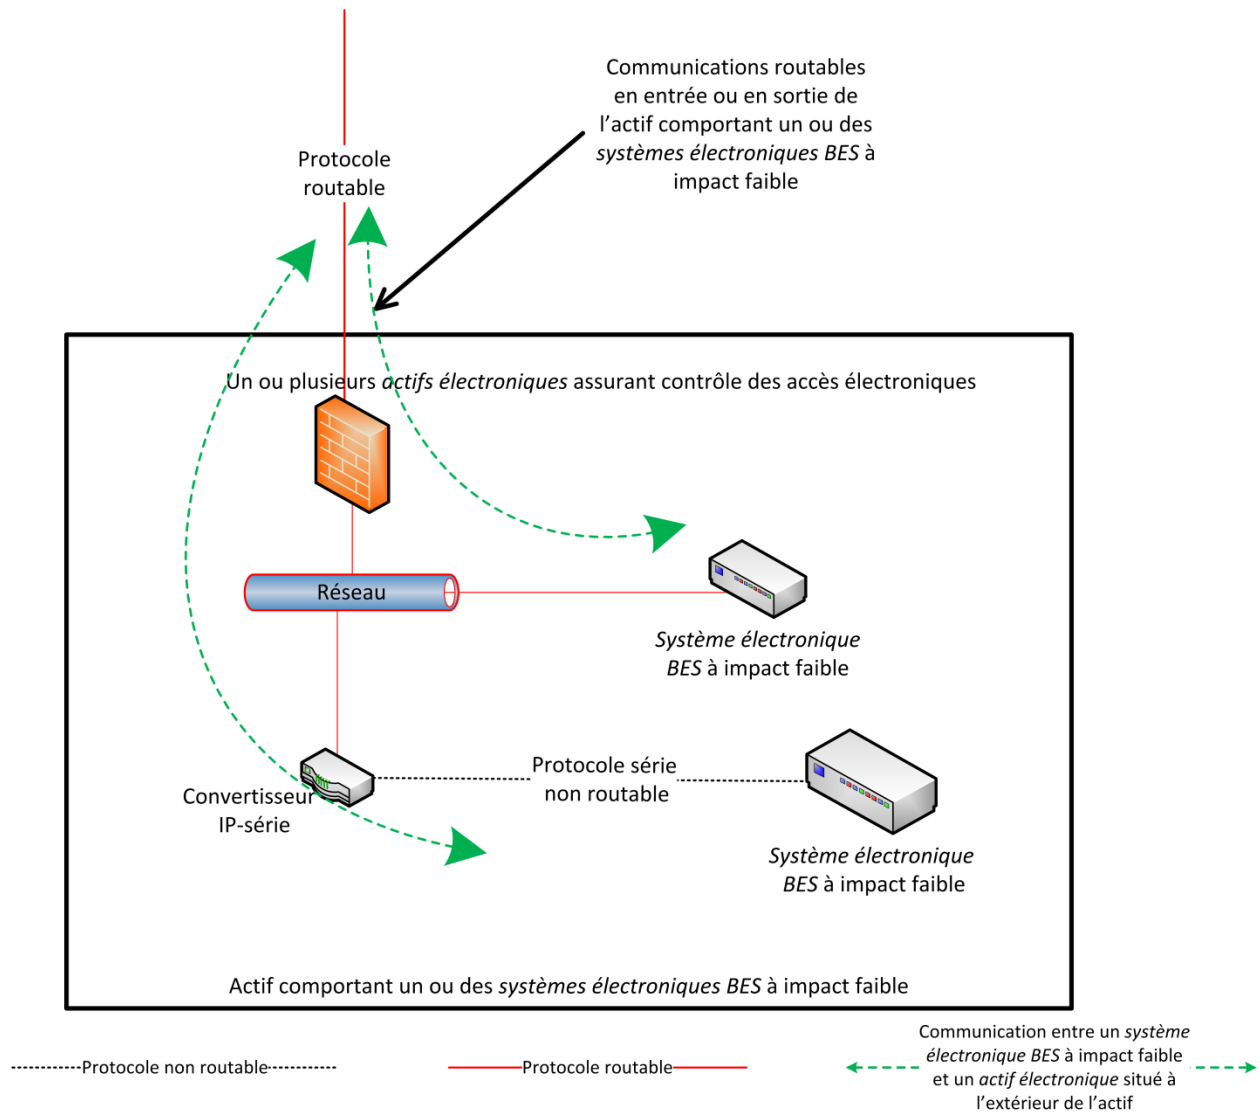 Communications routables
en entrée ou en sortie de
l'actif comportant un ou des
systèmes électroniques BES à
impact faible
Protocole
routable
Un ou plusieurs actifs électroniques assurant contrôle des accès électroniques
Réseau
Système électronique
BES à impact faible
Protocole série
non routable
Convertisseur
IP-série
Système électronique
BES à impact faible
Actif comportant un ou des systèmes électroniques BES à impact faible
Protocole non routable
Protocole routable
Communication entre un système
électronique BES à impact faible
et un actif électronique situé à
l'extérieur de l'actif